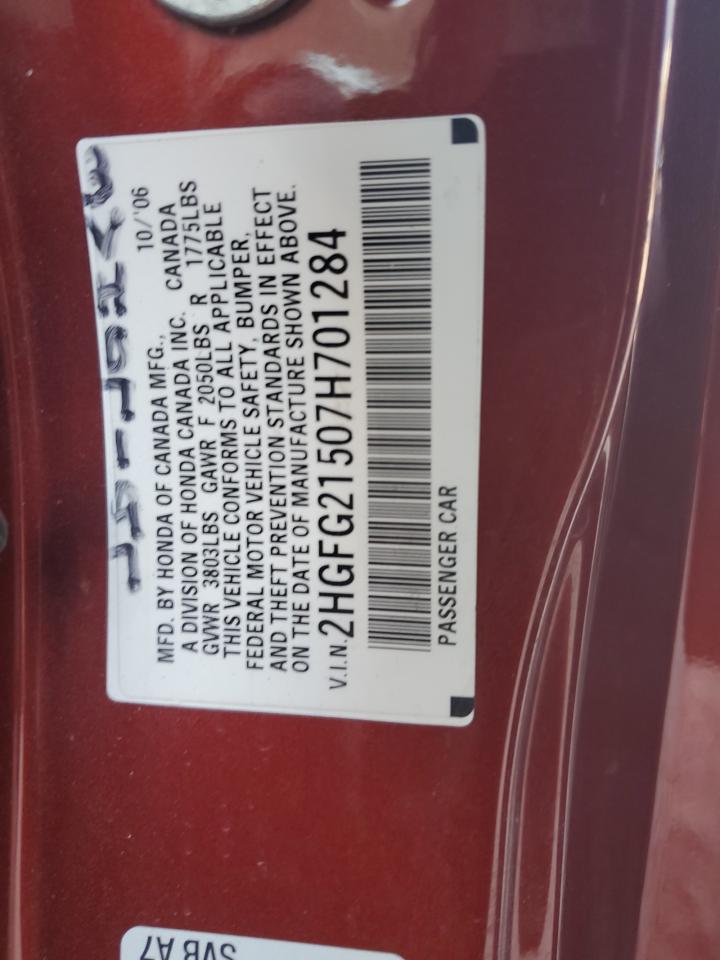 MFD. BY HONDA OF CANADA MFG., 10/'06
A DIVISION OF HONDA CANADA INC. CANADA
GVWR 3803LBS GAWR F 2050LBS R 1775LBS
THIS VEHICLE CONFORMS TO ALL APPLICABLE
FEDERAL MOTOR VEHICLE SAFETY, BUMPER,
AND THEFT PREVENTION STANDARDS IN EFFECT
ON THE DATE OF MANUFACTURE SHOWN ABOVE.
V.I.N. 2HGFG21507H701284
PASSENGER CAR
SVB A7